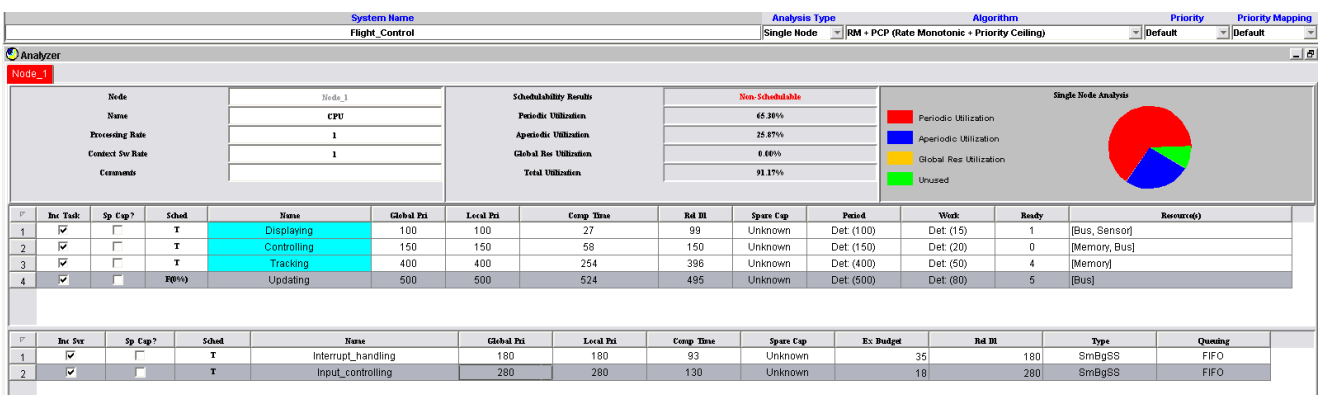 System Name Analysis Type Algorithm Priority Priority Mapping
Flight_Control Single Node RM + PCP (Rate Monotonic + Priority Ceiling) Default Default
Analyzer
Node_1
Node Node_1 Schedulability Results Non-Schedulable Single Node Analysis
Name CPU Periodic Utilization 65.30% Periodic Utilization
Processing Rate 1 Aperiodic Utilization 25.87% Aperiodic Utilization
Context Sw Rate 1 Global Res Utilization 0.00% Global Res Utilization
Comments Total Utilization 91.17% Unused
Inc Task Sp Cap? Sched Name Global Pri Local Pri Comp Time Rel Dl Spare Cap Period Work Ready Resource(s)
1 T Displaying 100 100 27 99 Unknown Det: (100) Det: (15) 1 [Bus, Sensor]
2 T Controlling 150 150 58 150 Unknown Det: (150) Det: (20) 0 [Memory, Bus]
3 T Tracking 400 400 254 396 Unknown Det: (400) Det: (50) 4 [Memory]
4 F(0%) Updating 500 500 524 495 Unknown Det: (500) Det: (80) 5 [Bus]
Inc Svr Sp Cap? Sched Name Global Pri Local Pri Comp Time Spare Cap Ex Budget Rel Dl Type Queuing
1 T Interrupt_handling 180 180 93 Unknown 35 180 SmBgSS FIFO
2 T Input_controlling 280 280 130 Unknown 18 280 SmBgSS FIFO